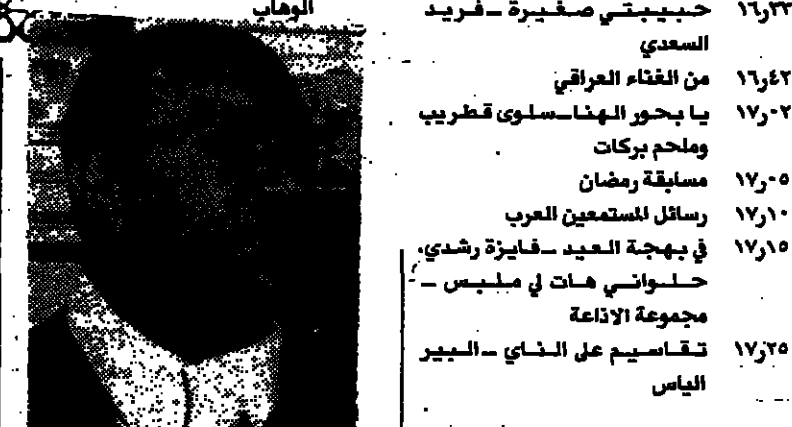 الوهاب
١٦٫٣٣ حبيبتي صغيرة ـ فريد
السعدي
١٦٫٤٢ من الغناء العراقي
١٧٫٠٢ يا بحور الهنا ـ سلوى قطريب
وملحم بركات
١٧٫٠٥ مسابقة رمضان
١٧٫١٠ رسائل للمستمعين العرب
١٧٫١٥ في بهجة العيد ـ فايزة رشدي،
حلواني هات لي ملبس ـ
مجموعة الاذاعة
١٧٫٢٥ تقاسيم على الناي ـ البير
الياس